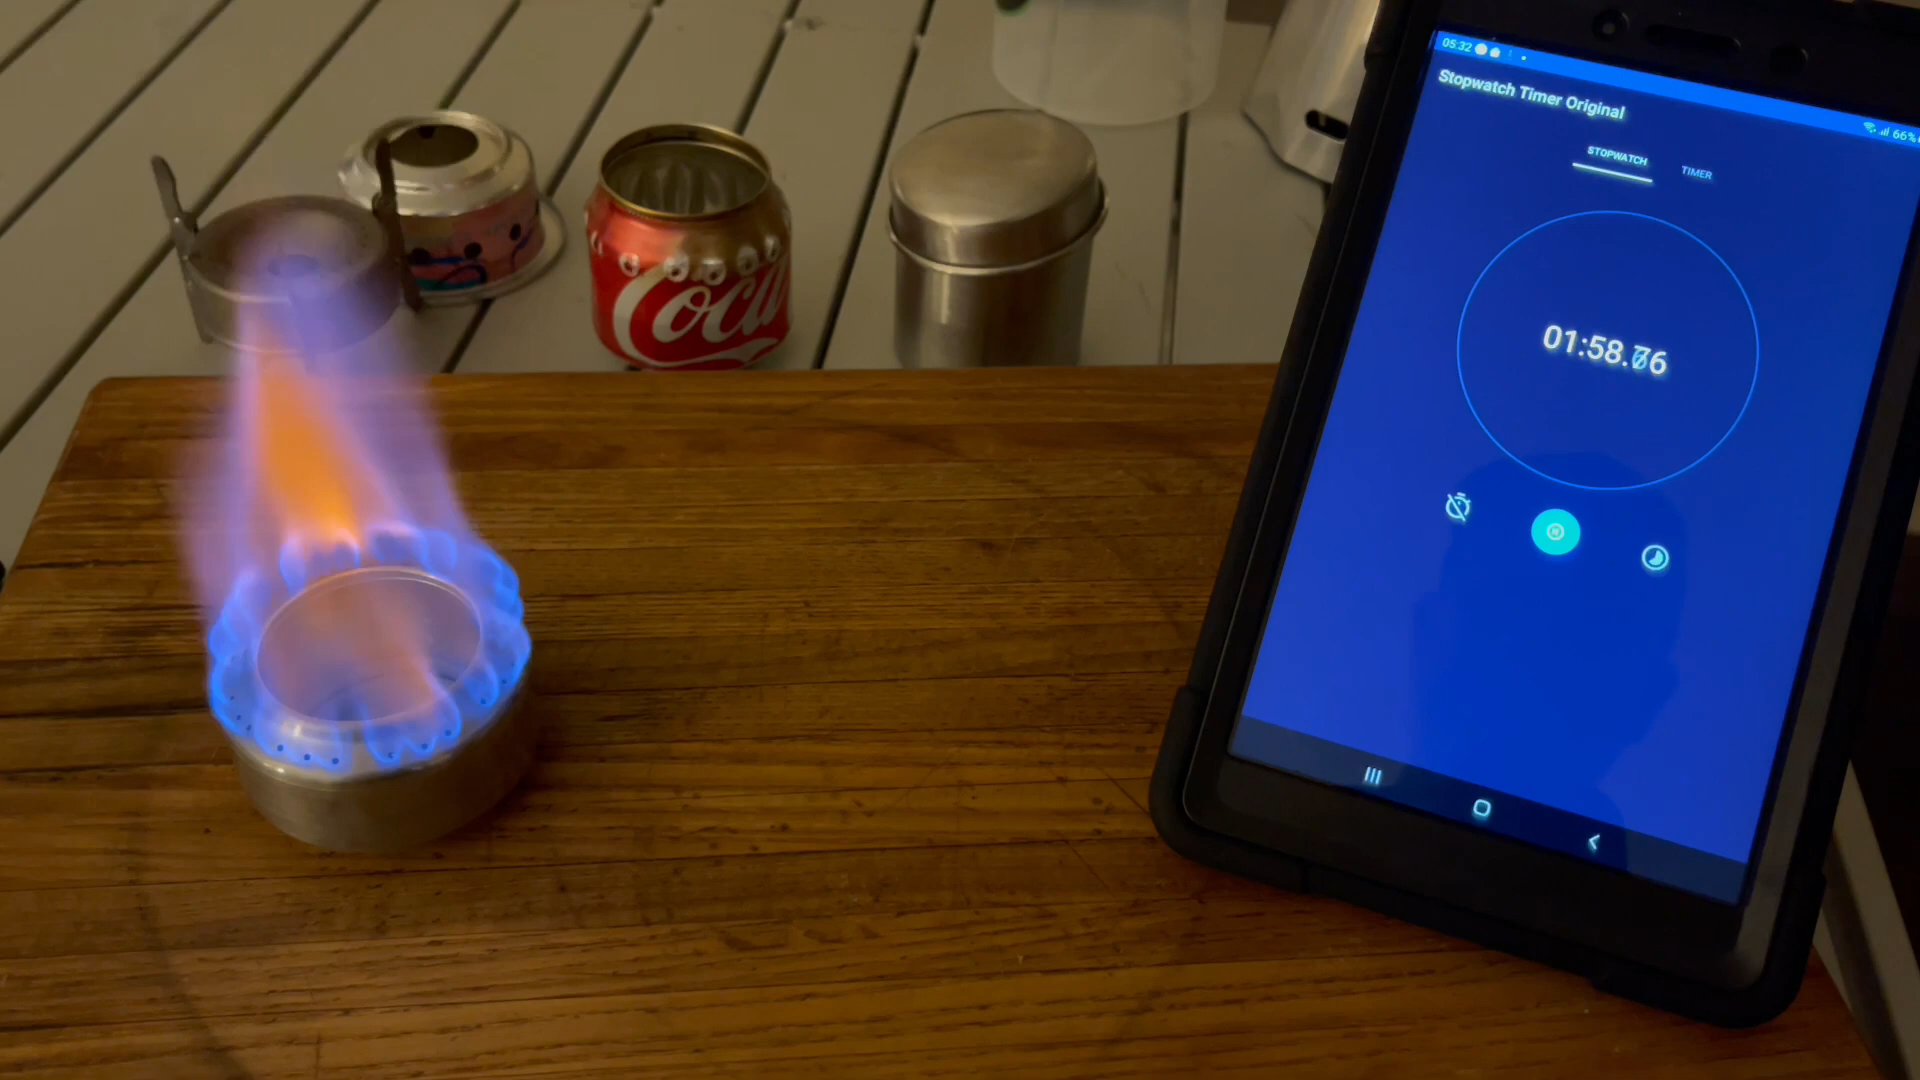 05:32
66%
Stopwatch Timer Original
STOPWATCH
TIMER
01:58.76
Coca